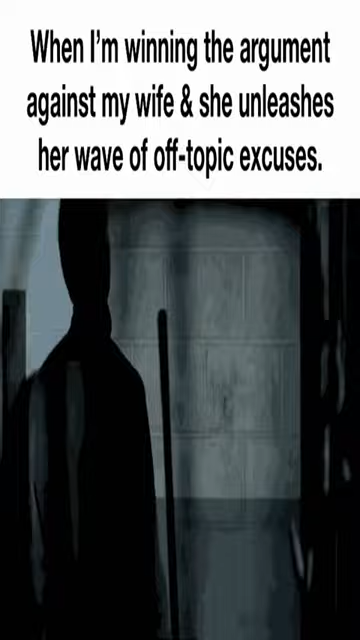 When I'm winning the argument
against my wife & she unleashes
her wave of off-topic excuses.